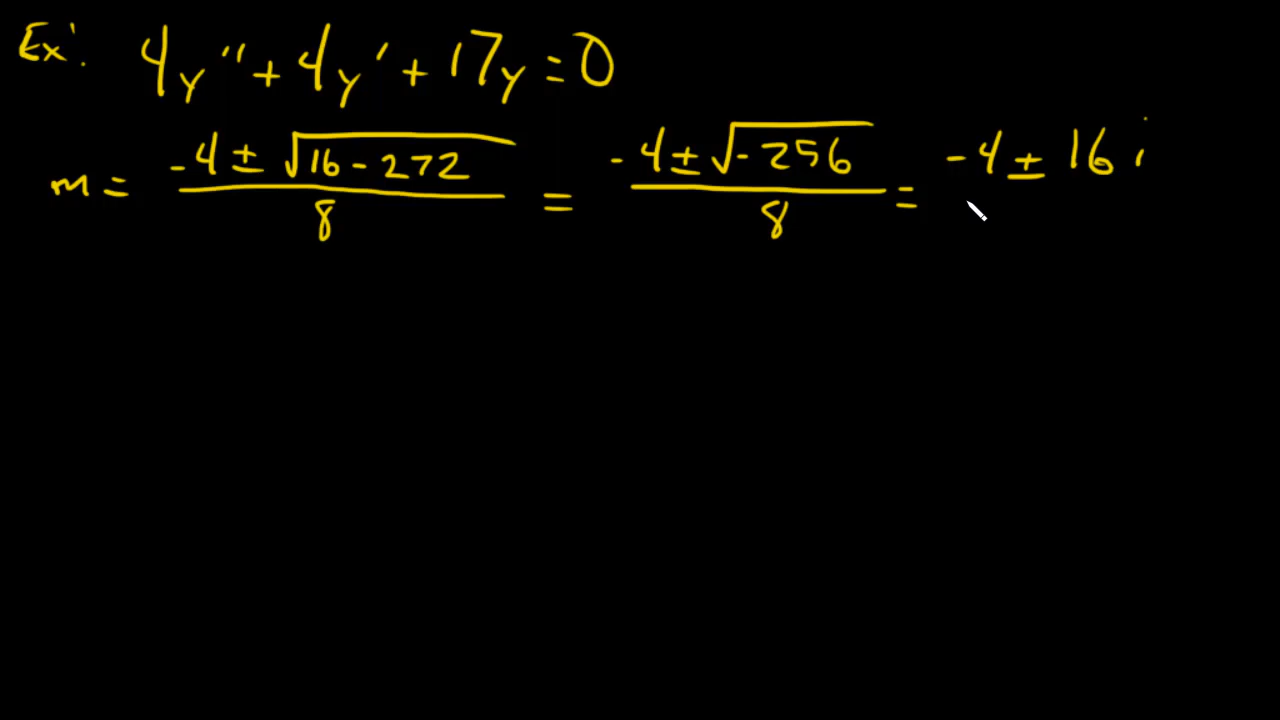 Ex: 4y'' + 4y' + 17y = 0
m = (-4 ± √(16 - 272))/8 = (-4 ± √(-256))/8 = -4 ± 16i